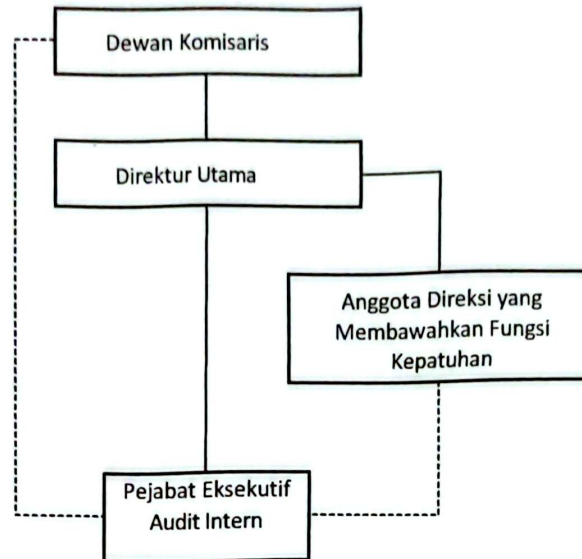 Dewan Komisaris
Direktur Utama
Anggota Direksi yang
Membawahkan Fungsi
Kepatuhan
Pejabat Eksekutif
Audit Intern